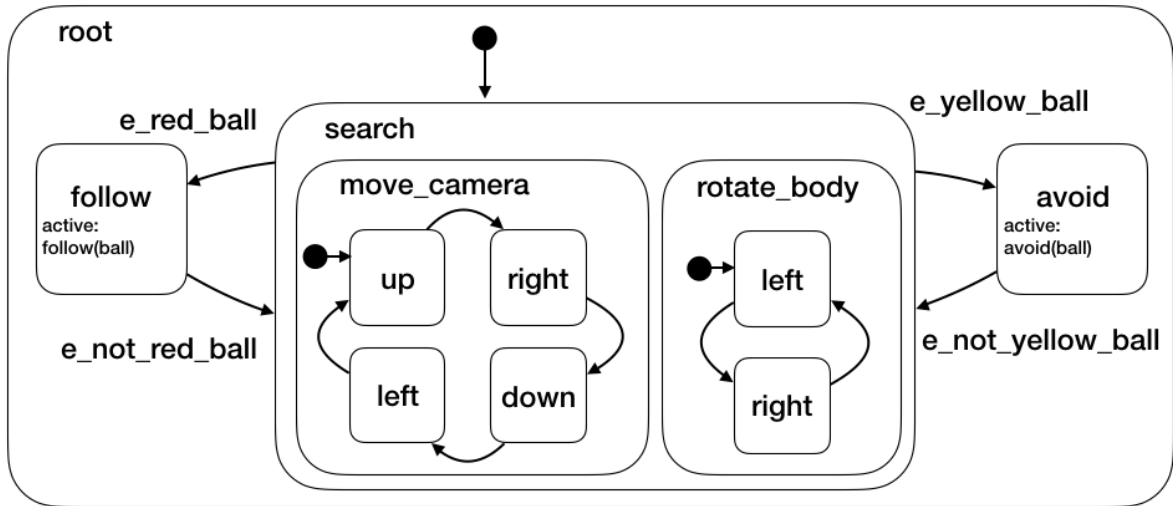 root
e_red_ball
e_yellow_ball
search
follow
active:
follow(ball)
move_camera
up
right
left
down
rotate_body
left
right
avoid
active:
avoid(ball)
e_not_red_ball
e_not_yellow_ball